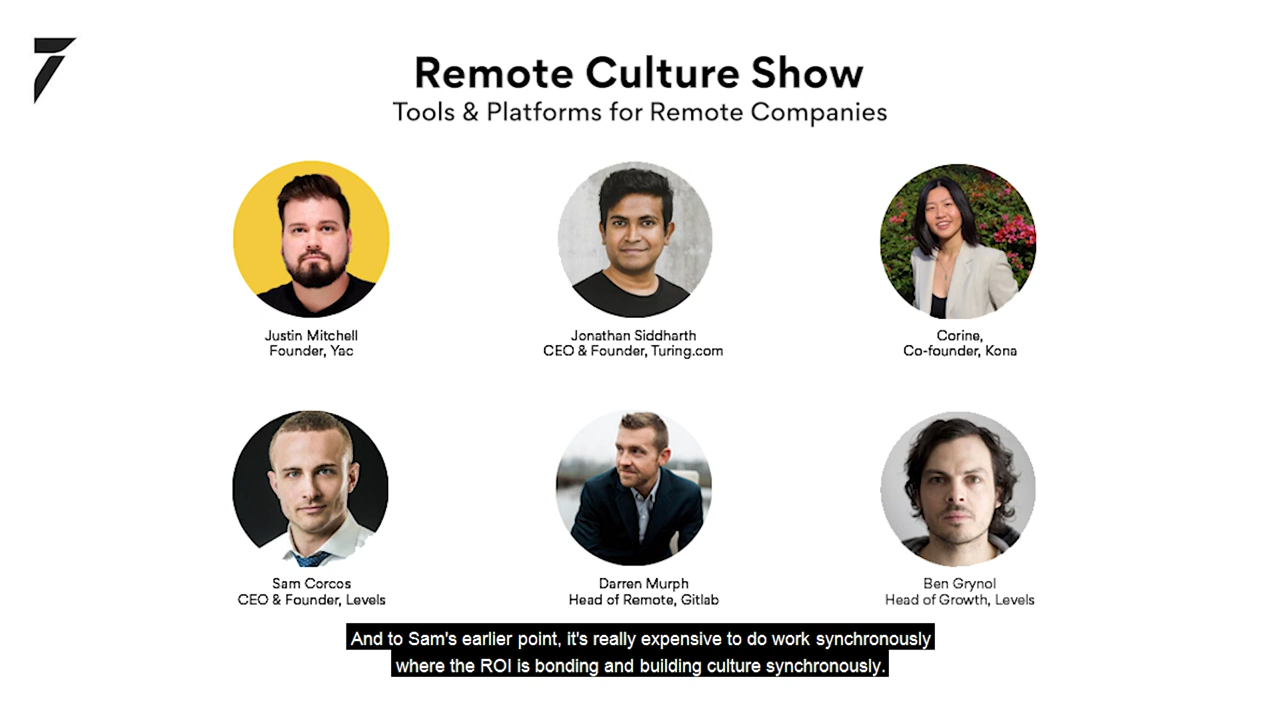 Remote Culture Show
Tools & Platforms for Remote Companies
Justin Mitchell
Founder, Yac
Jonathan Siddharth
CEO & Founder, Turing.com
Corine,
Co-founder, Kona
Sam Corcos
CEO & Founder, Levels
Darren Murph
Head of Remote, Gitlab
Ben Grynol
Head of Growth, Levels
And to Sam's earlier point, it's really expensive to do work synchronously
where the ROI is bonding and building culture synchronously.